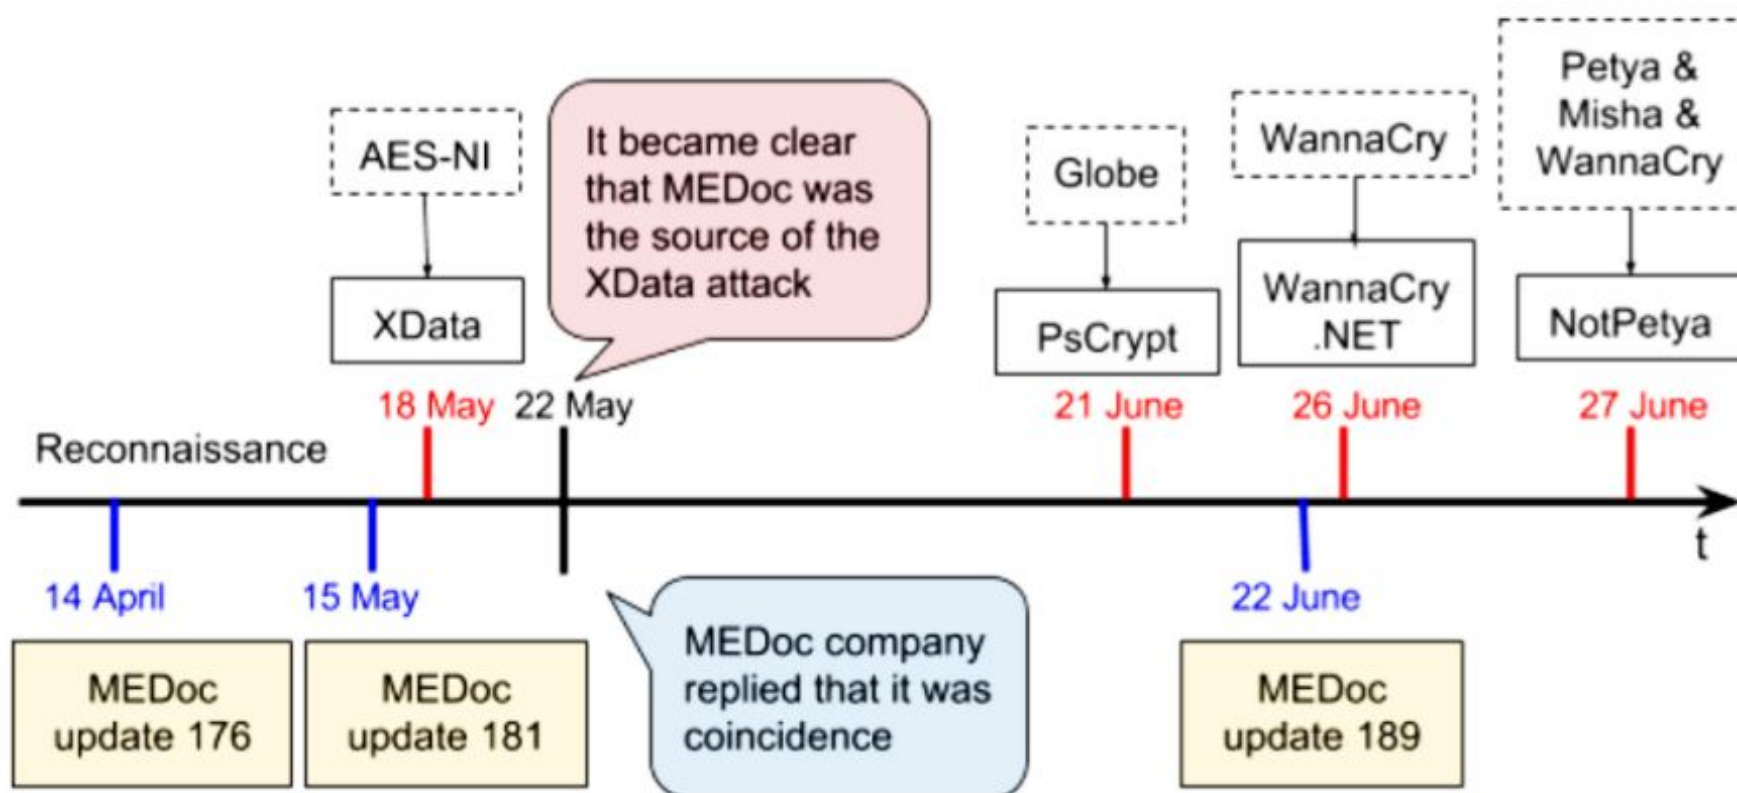 AES-NI
XData
It became clear
that MEDoc was
the source of the
XData attack
Globe
PsCrypt
WannaCry
WannaCry
.NET
Petya &
Misha &
WannaCry
NotPetya
18 May
22 May
21 June
26 June
27 June
Reconnaissance
t
14 April
15 May
22 June
MEDoc
update 176
MEDoc
update 181
MEDoc company
replied that it was
coincidence
MEDoc
update 189